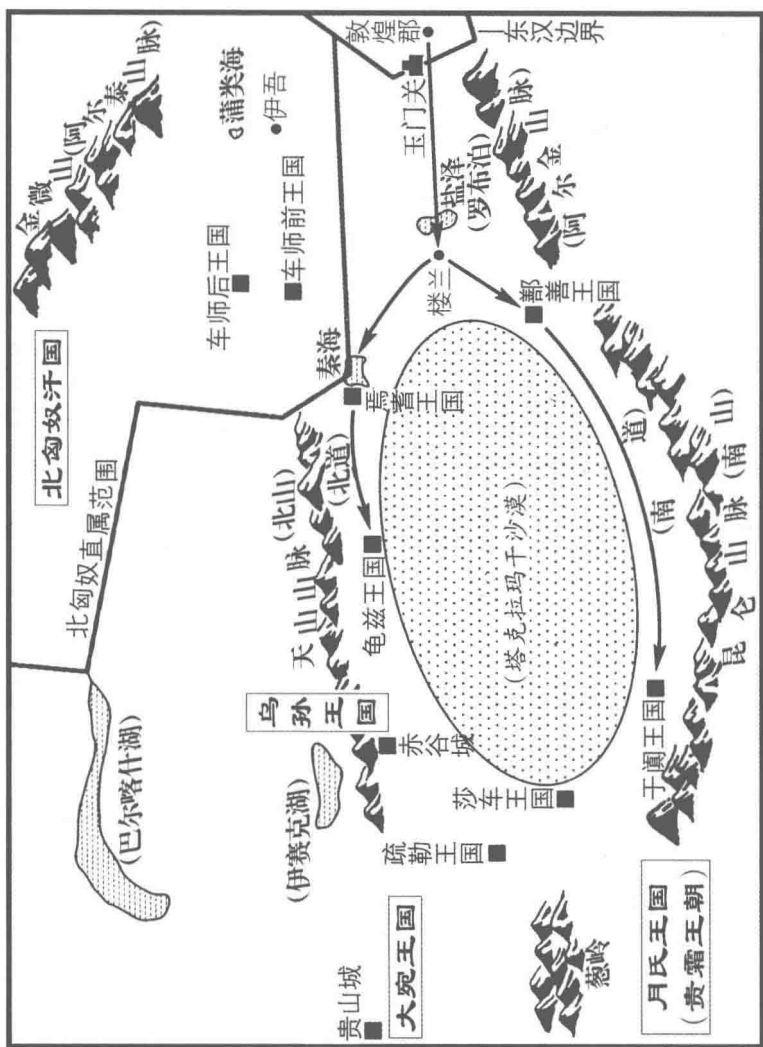 (巴尔喀什湖)
北匈奴直属范围
北匈奴汗国
金微山(阿尔泰山脉)
车师后王国
车师前王国
蒲类海
伊吾
贵山城
大宛王国
(伊赛克湖)
乌孙王国
赤谷城
天山山脉(北山)
(北道)
龟兹王国
秦海
焉耆王国
楼兰
盐泽
(罗布泊)
玉门关
敦煌郡
东汉边界
疏勒王国
莎车王国
(塔克拉玛干沙漠)
鄯善王国
(阿尔金山脉)
葱岭
月氏王国
(贵霜王朝)
于阗王国
(南道)
昆仑山脉(南山)